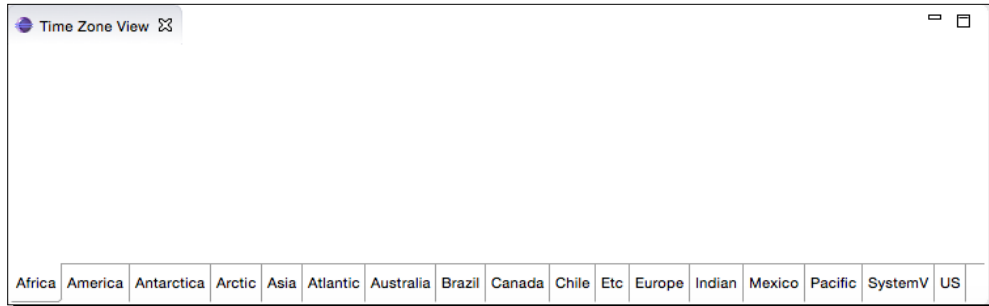 Time Zone View
Africa America Antarctica Arctic Asia Atlantic Australia Brazil Canada Chile Etc Europe Indian Mexico Pacific SystemV US